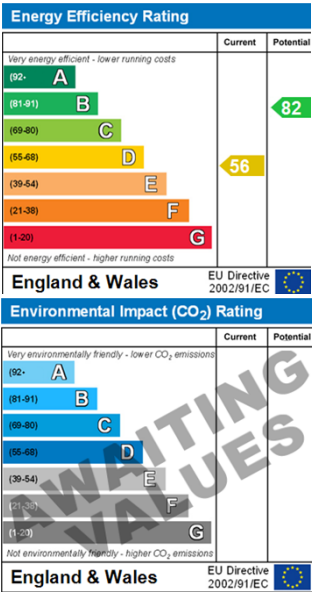 Energy Efficiency Rating
Current Potential
Very energy efficient - lower running costs
(92- A
(81-91) B
82
(69-80) C
(55-68) D
56
(39-54) E
(21-38) F
(1-20) G
Not energy efficient - higher running costs
England & Wales
EU Directive
2002/91/EC
Environmental Impact (CO2) Rating
Current Potential
Very environmentally friendly - lower CO2 emissions
(92- A
(81-91) B
(69-80) C
(55-68) D
(39-54) E
(21-38) F
(1-20) G
AWAITING
VALUES
Not environmentally friendly - higher CO2 emissions
England & Wales
EU Directive
2002/91/EC